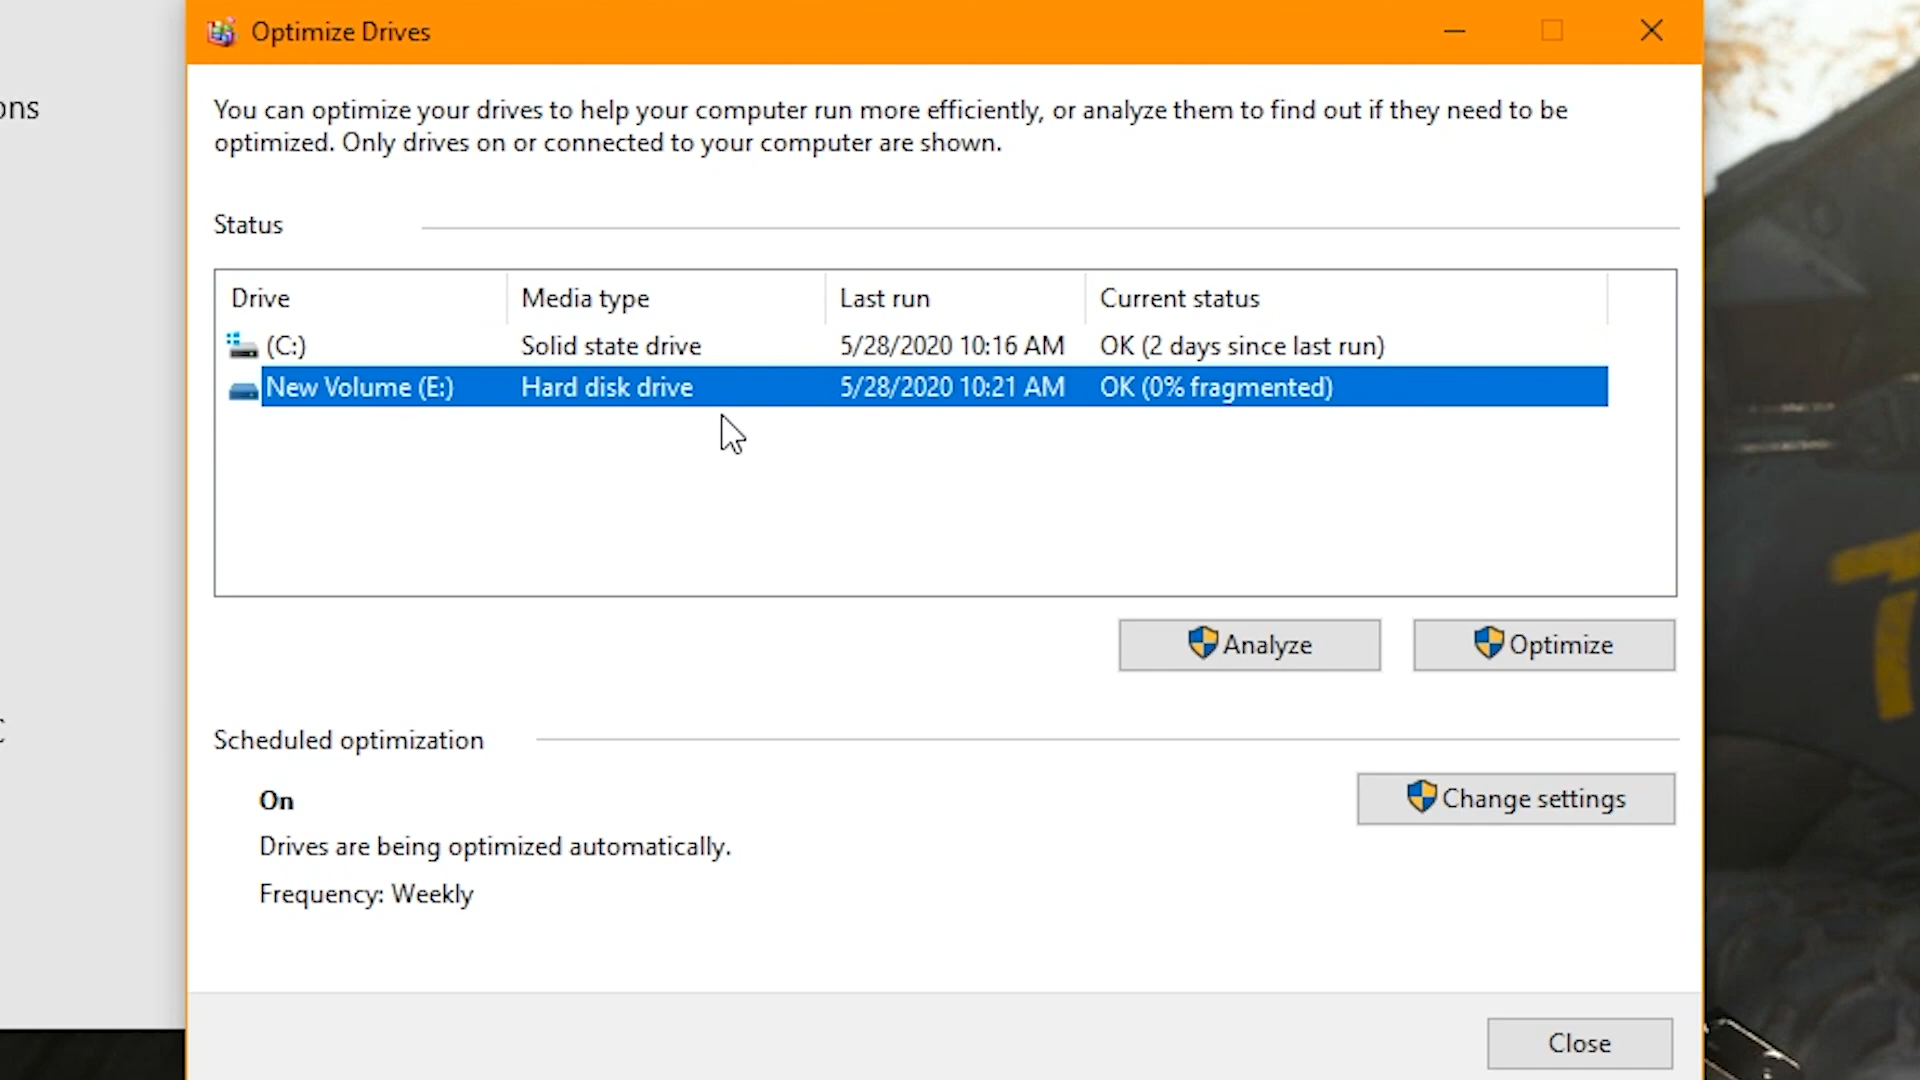 Optimize Drives
ons
You can optimize your drives to help your computer run more efficiently, or analyze them to find out if they need to be
optimized. Only drives on or connected to your computer are shown.
Status
Drive Media type Last run Current status
(C:) Solid state drive 5/28/2020 10:16 AM OK (2 days since last run)
New Volume (E:) Hard disk drive 5/28/2020 10:21 AM OK (0% fragmented)
Analyze Optimize
Scheduled optimization
On
Change settings
Drives are being optimized automatically.
Frequency: Weekly
Close